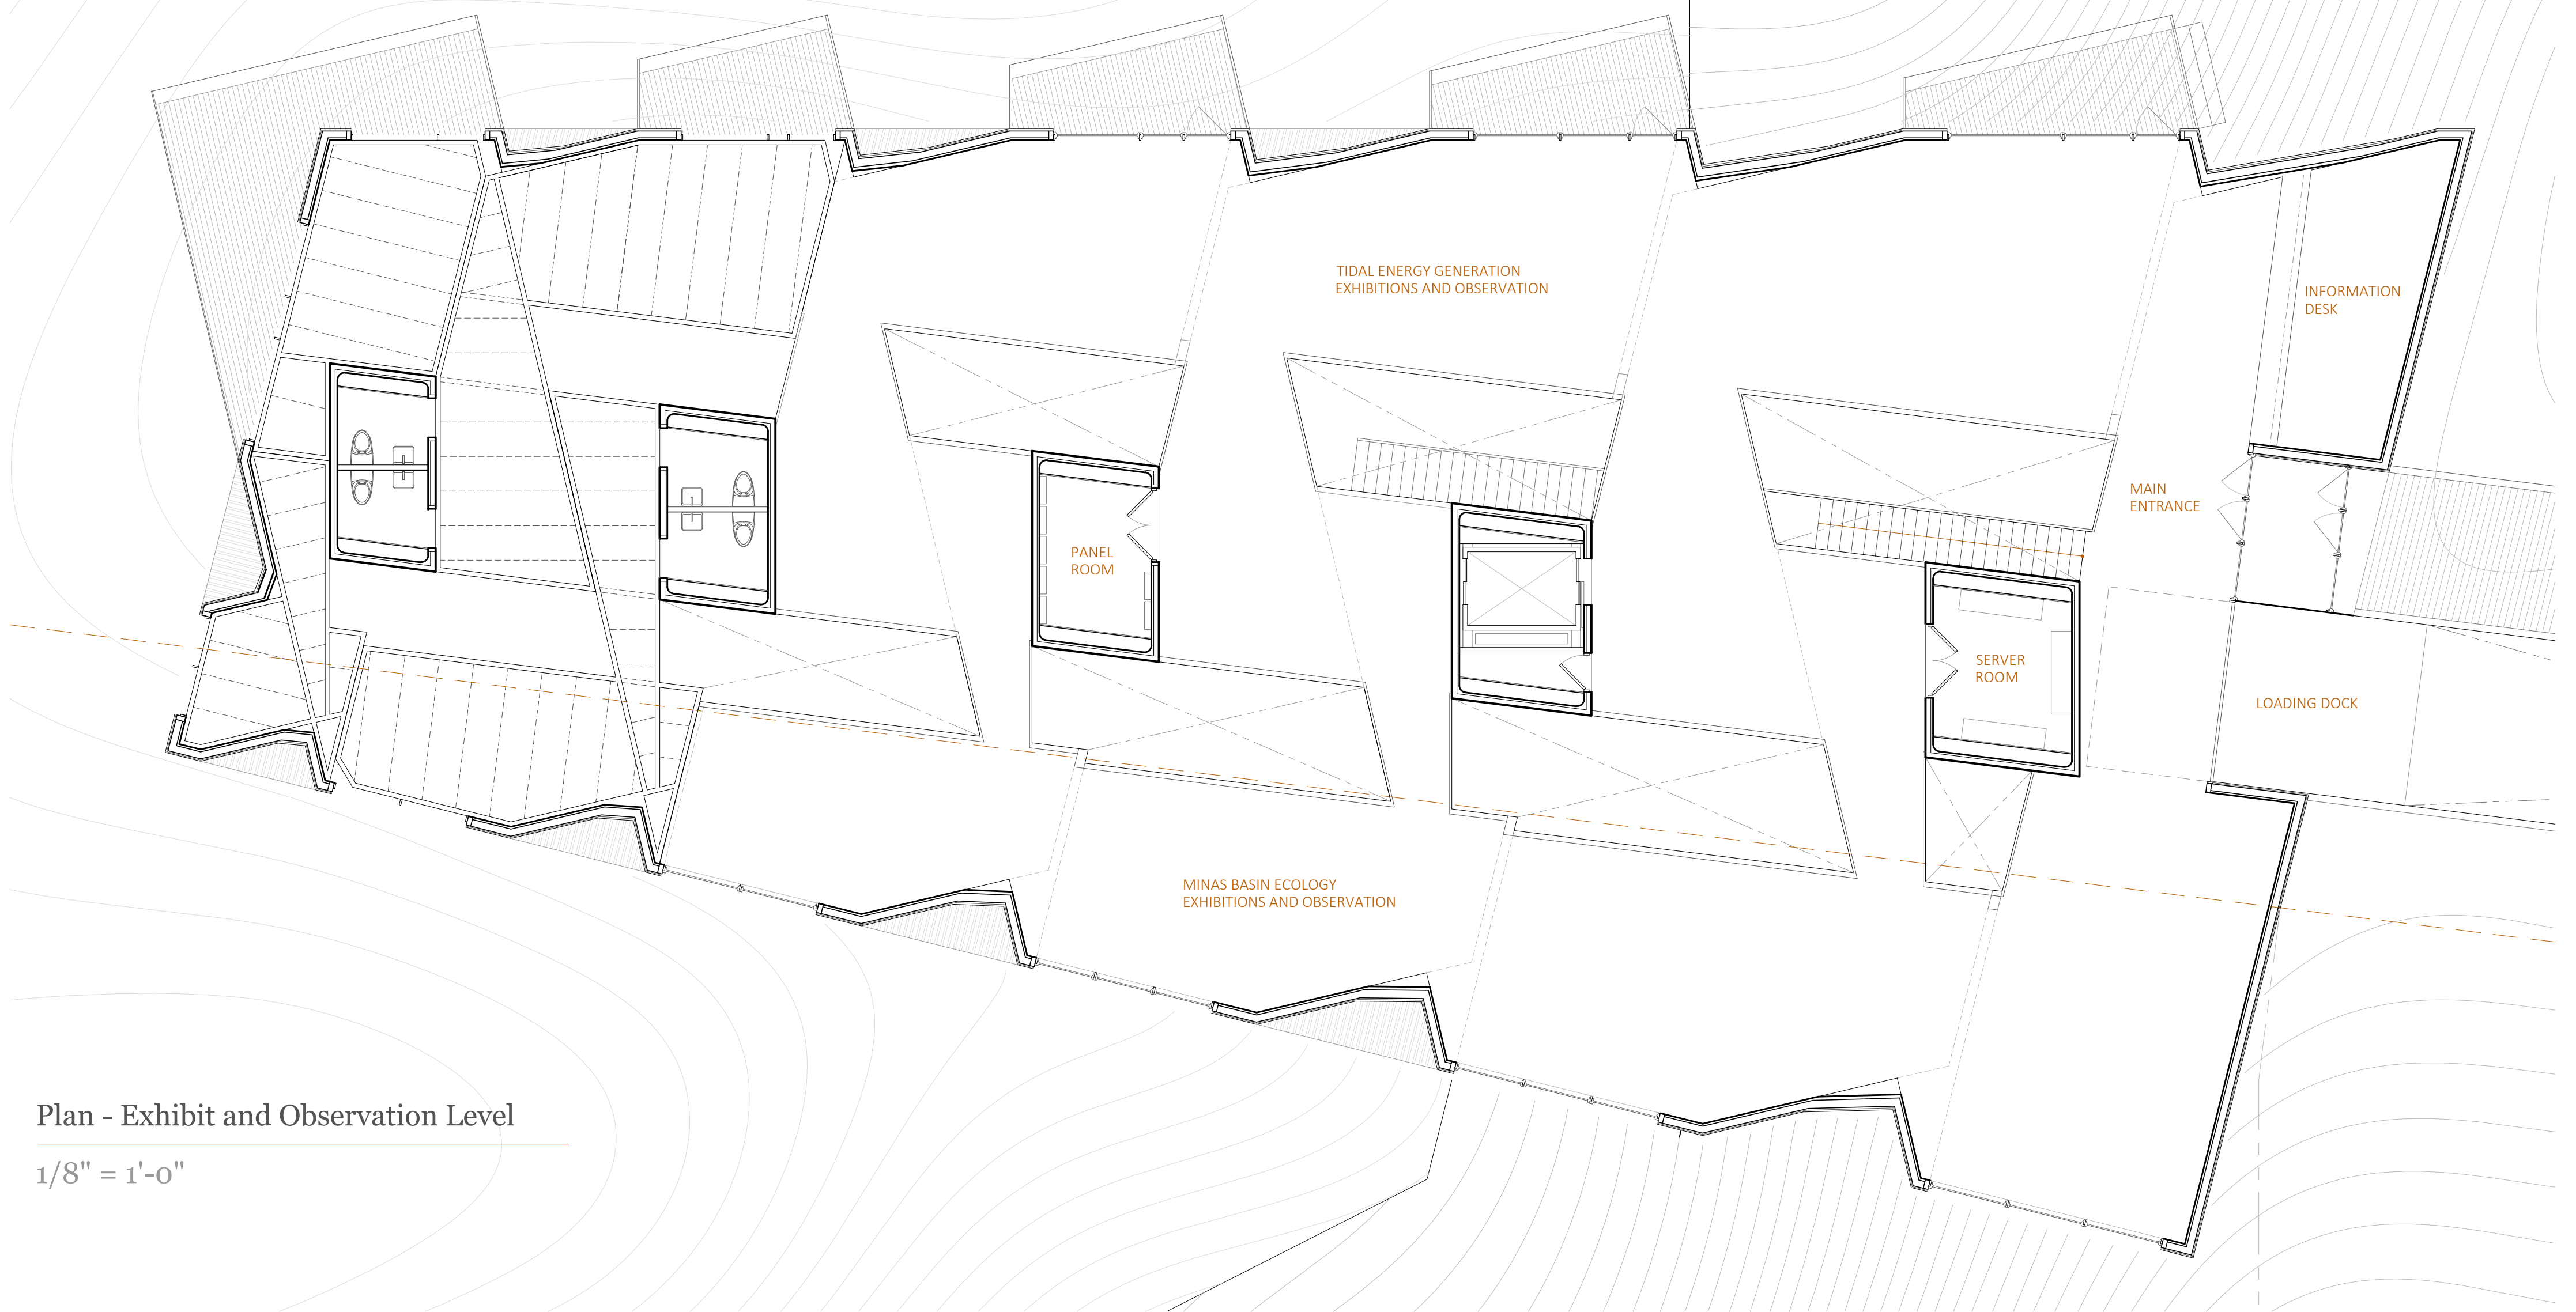 TIDAL ENERGY GENERATION
EXHIBITIONS AND OBSERVATION
INFORMATION
DESK
MAIN
ENTRANCE
PANEL
ROOM
SERVER
ROOM
LOADING DOCK
MINAS BASIN ECOLOGY
EXHIBITIONS AND OBSERVATION
Plan - Exhibit and Observation Level
1/8" = 1'-0"